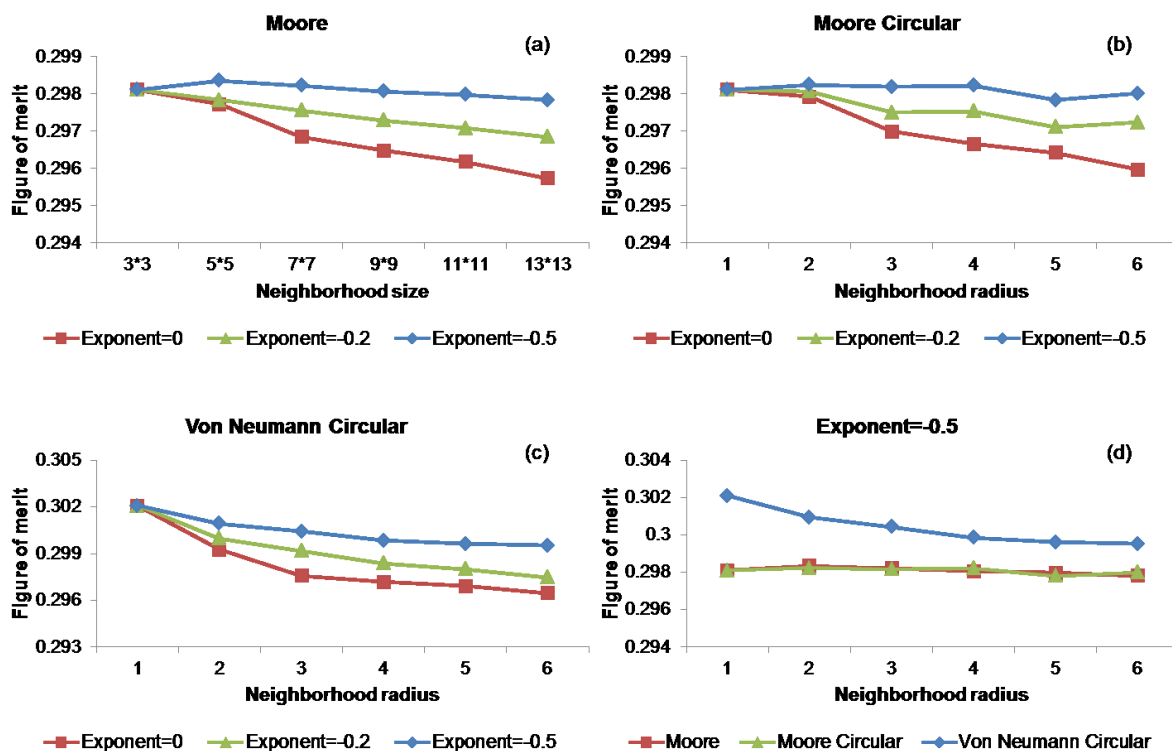 Moore
(a)
0.299
0.298
0.297
0.296
0.295
0.294
Figure of merit
3*3 5*5 7*7 9*9 11*11 13*13
Neighborhood size
Exponent=0 Exponent=-0.2 Exponent=-0.5
Moore Circular
(b)
0.299
0.298
0.297
0.296
0.295
0.294
Figure of merit
1 2 3 4 5 6
Neighborhood radius
Exponent=0 Exponent=-0.2 Exponent=-0.5
Von Neumann Circular
(c)
0.305
0.302
0.299
0.296
0.293
Figure of merit
1 2 3 4 5 6
Neighborhood radius
Exponent=0 Exponent=-0.2 Exponent=-0.5
Exponent=-0.5
(d)
0.304
0.302
0.3
0.298
0.296
0.294
Figure of merit
1 2 3 4 5 6
Neighborhood radius
Moore Moore Circular Von Neumann Circular